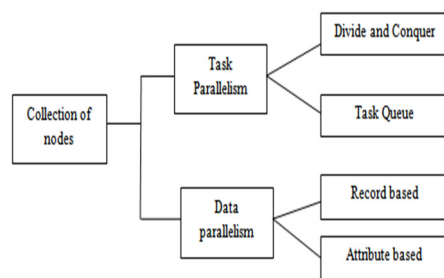 Divide and Conquer
Task
Parallelism
Collection of
nodes
Task Queue
Record based
Data
parallelism
Attribute based